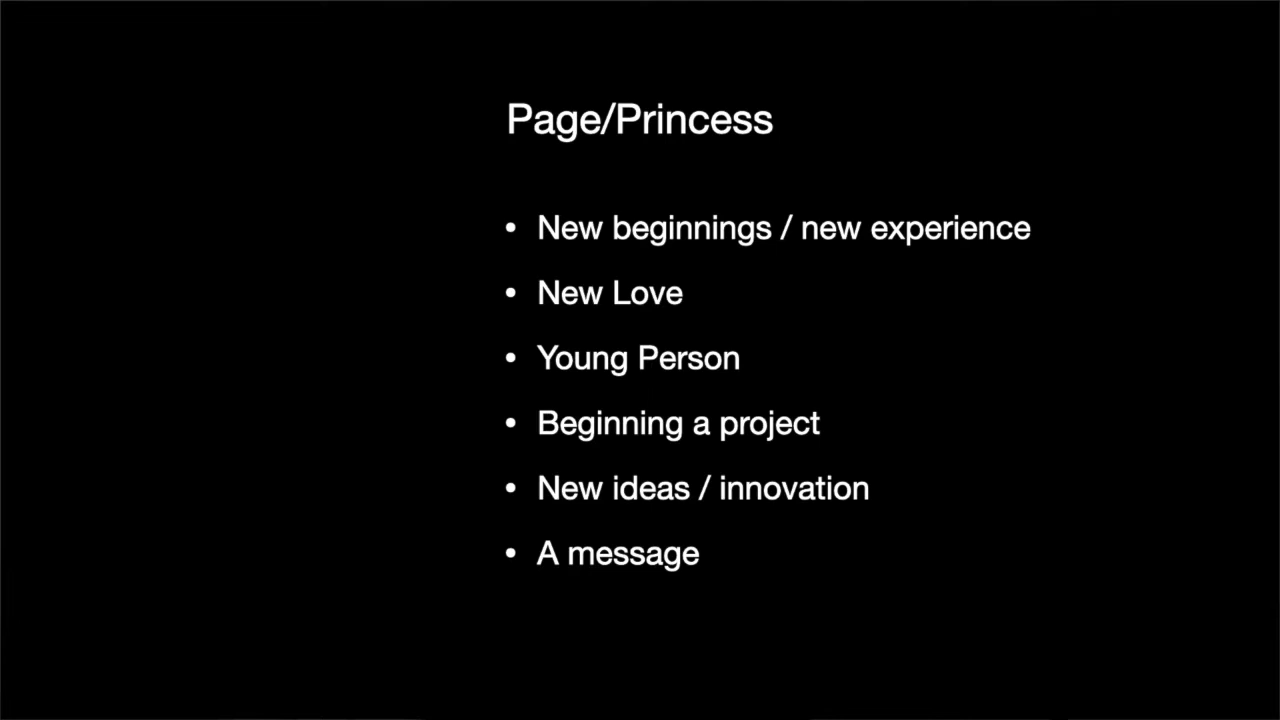 Page/Princess
• New beginnings / new experience
• New Love
• Young Person
• Beginning a project
• New ideas / innovation
• A message